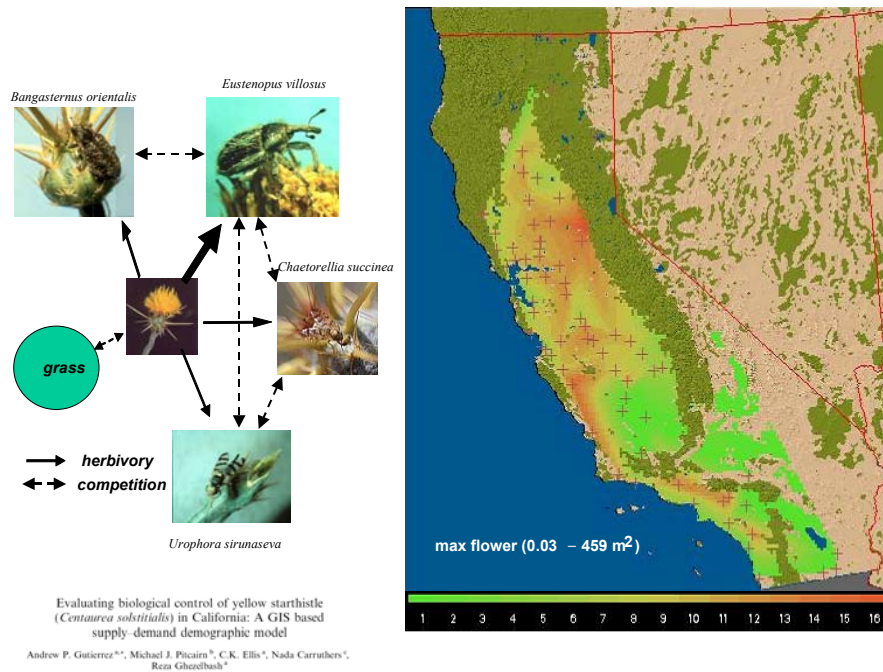 Bangasternus orientalis
Eustenopus villosus
Chaetorellia succinea
grass
herbivory
competition
Urophora sirunaseva
Evaluating biological control of yellow starthistle
(Centaurea solstitialis) in California: A GIS based
supply–demand demographic model
Andrew P. Gutierrez a,*, Michael J. Pitcairn b, C.K. Ellis a, Nada Carruthers c,
Reza Ghezelbash a
max flower (0.03 – 459 m2)
1 2 3 4 5 6 7 8 9 10 11 12 13 14 15 16